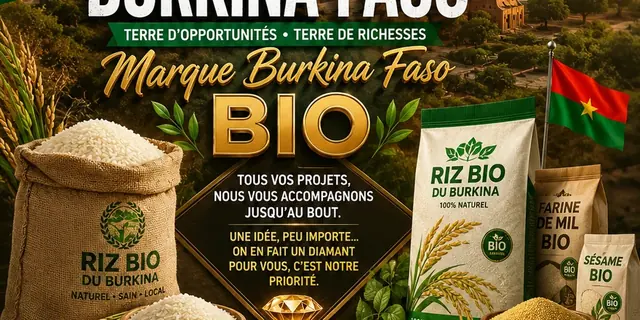 BURKINA FASO
TERRE D'OPPORTUNITÉS • TERRE DE RICHESSES
Marque Burkina Faso
BIO
TOUS VOS PROJETS,
NOUS VOUS ACCOMPAGNONS
JUSQU'AU BOUT.
UNE IDÉE, PEU IMPORTE...
ON EN FAIT UN DIAMANT
POUR VOUS, C'EST NOTRE
PRIORITÉ.
RIZ BIO
DU BURKINA
NATUREL • SAIN • LOCAL
RIZ BIO
DU BURKINA
100% NATUREL
BIO
FARINE
DE MIL
BIO
SÉSAME
BIO
BIO